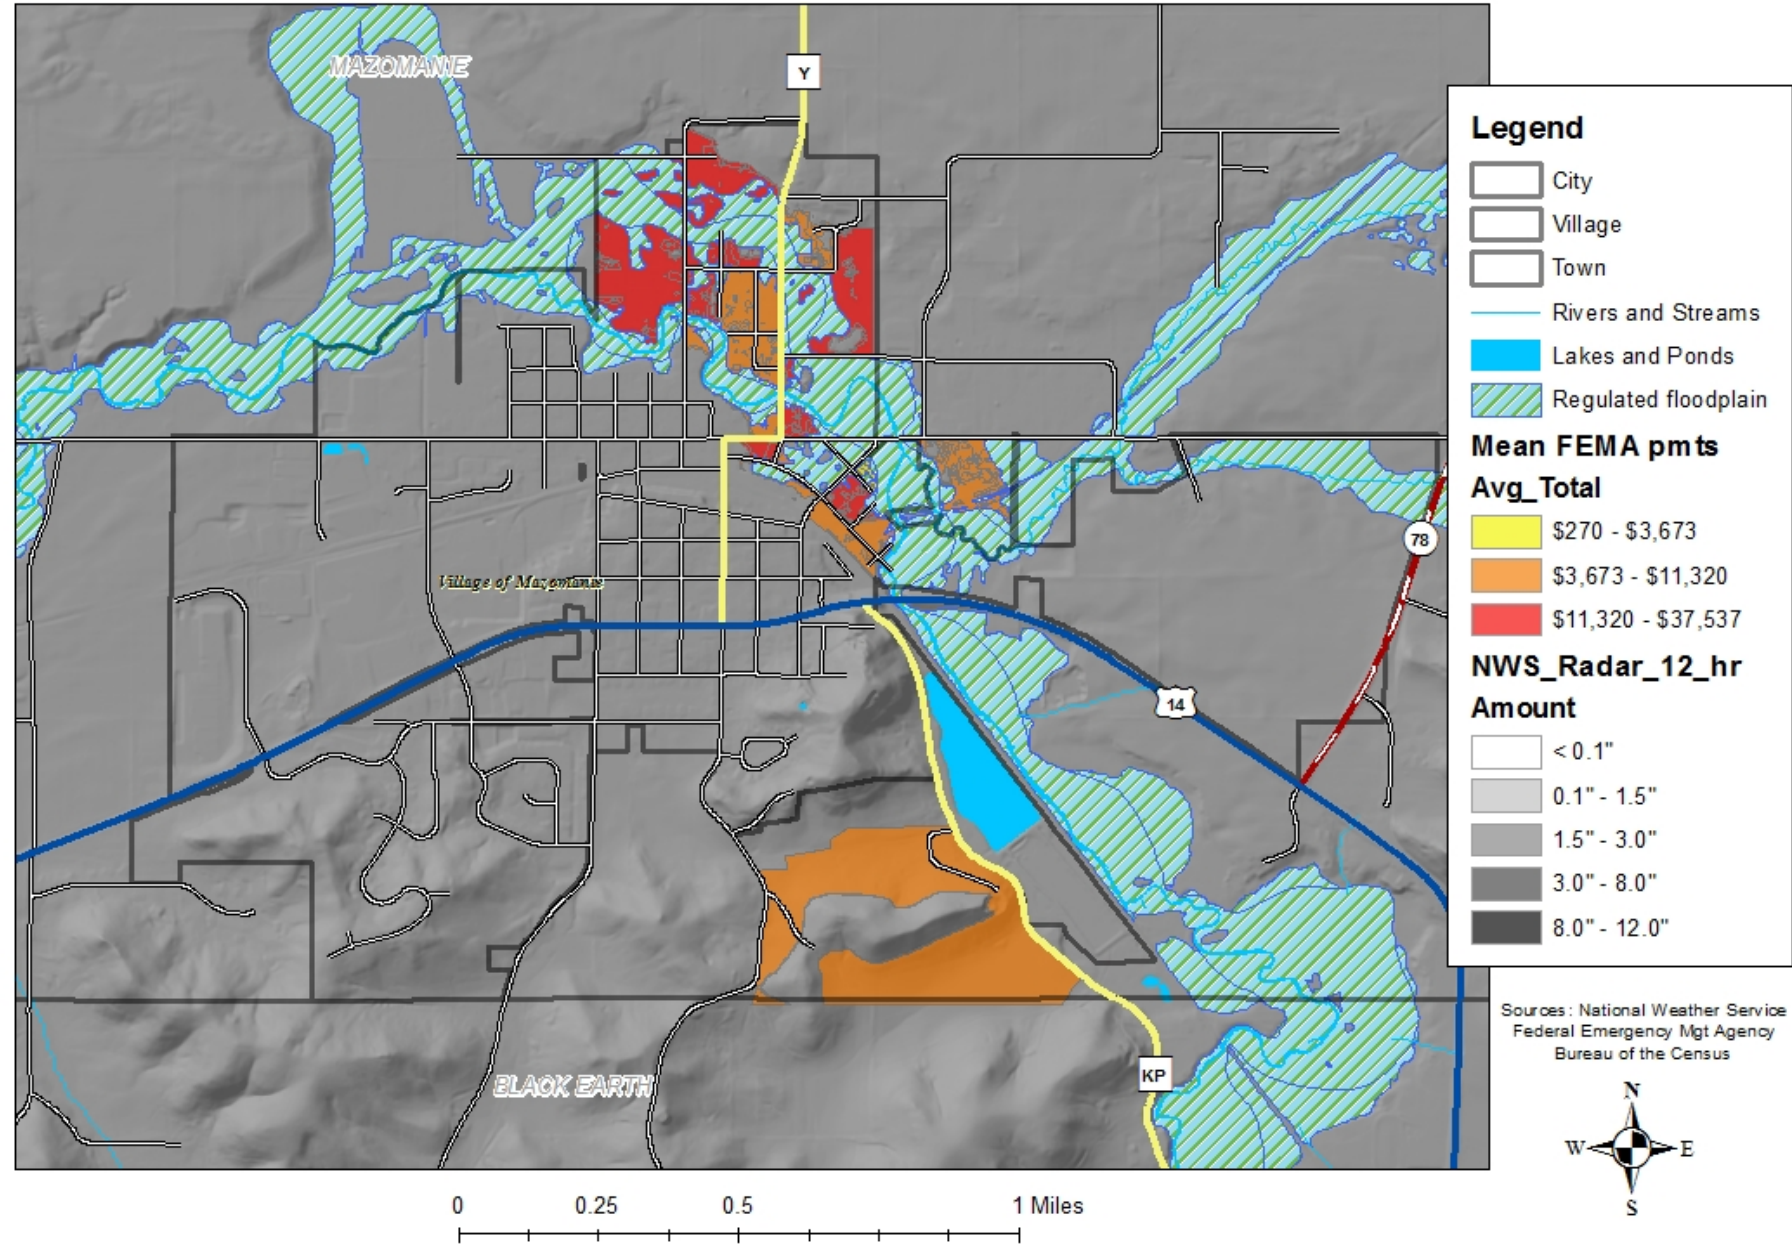 MAZOMANIE
Y
Village of Mazomanie
78
14
KP
BLACK EARTH
Legend
City
Village
Town
Rivers and Streams
Lakes and Ponds
Regulated floodplain
Mean FEMA pmts
Avg_Total
$270 - $3,673
$3,673 - $11,320
$11,320 - $37,537
NWS_Radar_12_hr
Amount
< 0.1"
0.1" - 1.5"
1.5" - 3.0"
3.0" - 8.0"
8.0" - 12.0"
Sources: National Weather Service
Federal Emergency Mgt Agency
Bureau of the Census
N
W E
S
0 0.25 0.5 1 Miles